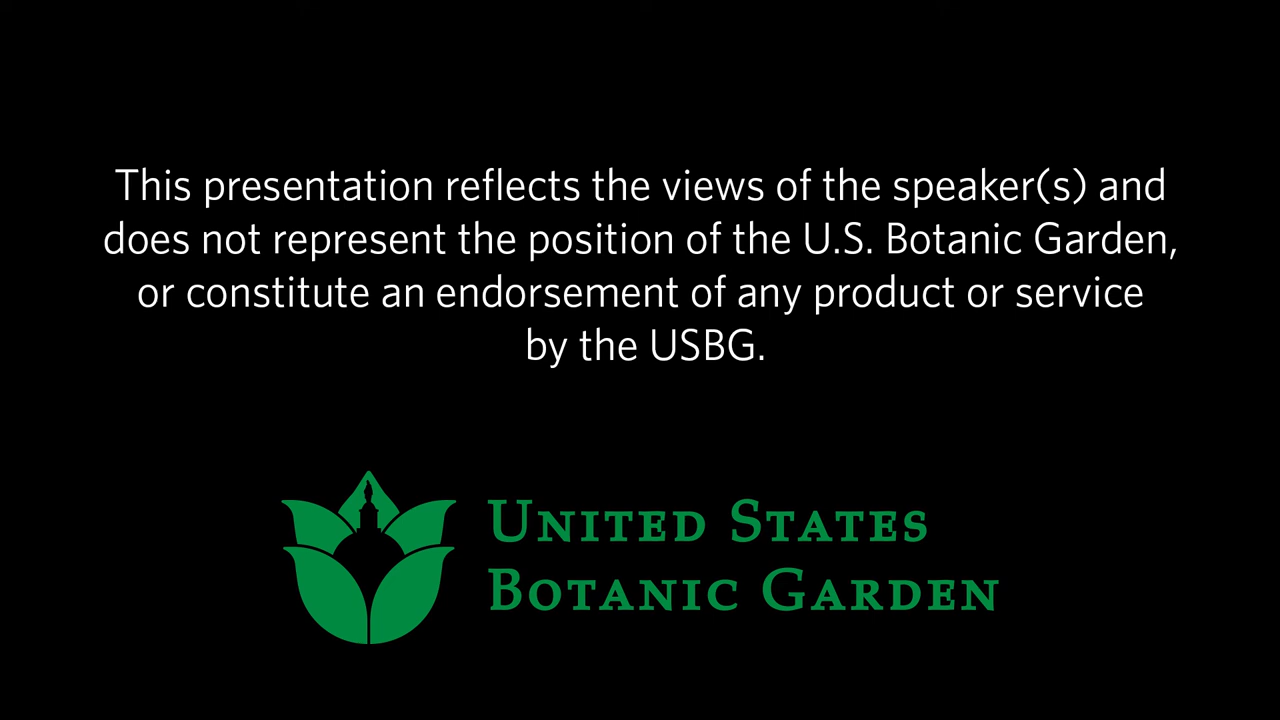 This presentation reflects the views of the speaker(s) and
does not represent the position of the U.S. Botanic Garden,
or constitute an endorsement of any product or service
by the USBG.
United States
Botanic Garden